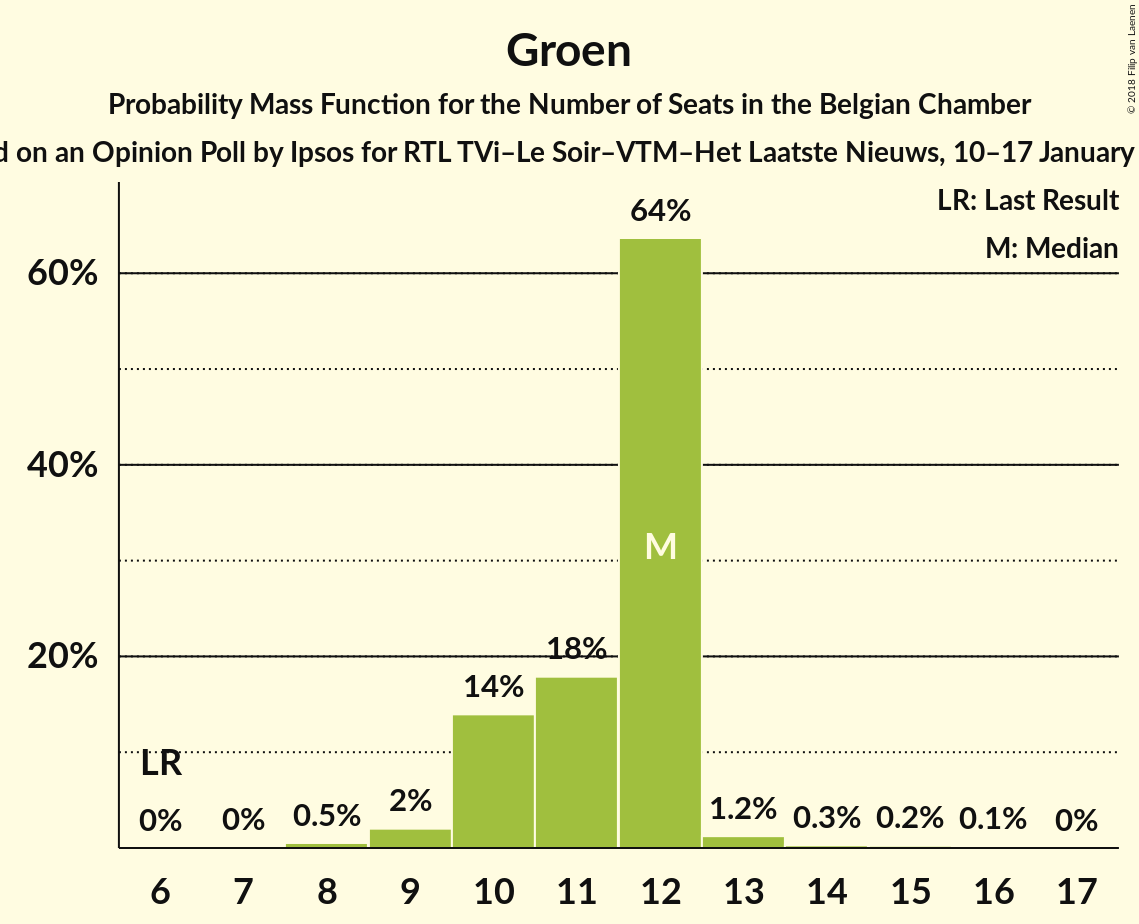 Groen
Probability Mass Function for the Number of Seats in the Belgian Chamber
on an Opinion Poll by Ipsos for RTL TVi–Le Soir–VTM–Het Laatste Nieuws, 10–17 January
© 2018 Filip van Laenen
LR: Last Result
M: Median
60%
40%
20%
LR
0%
0%
0.5%
2%
14%
18%
64%
M
1.2%
0.3%
0.2%
0.1%
0%
6 7 8 9 10 11 12 13 14 15 16 17